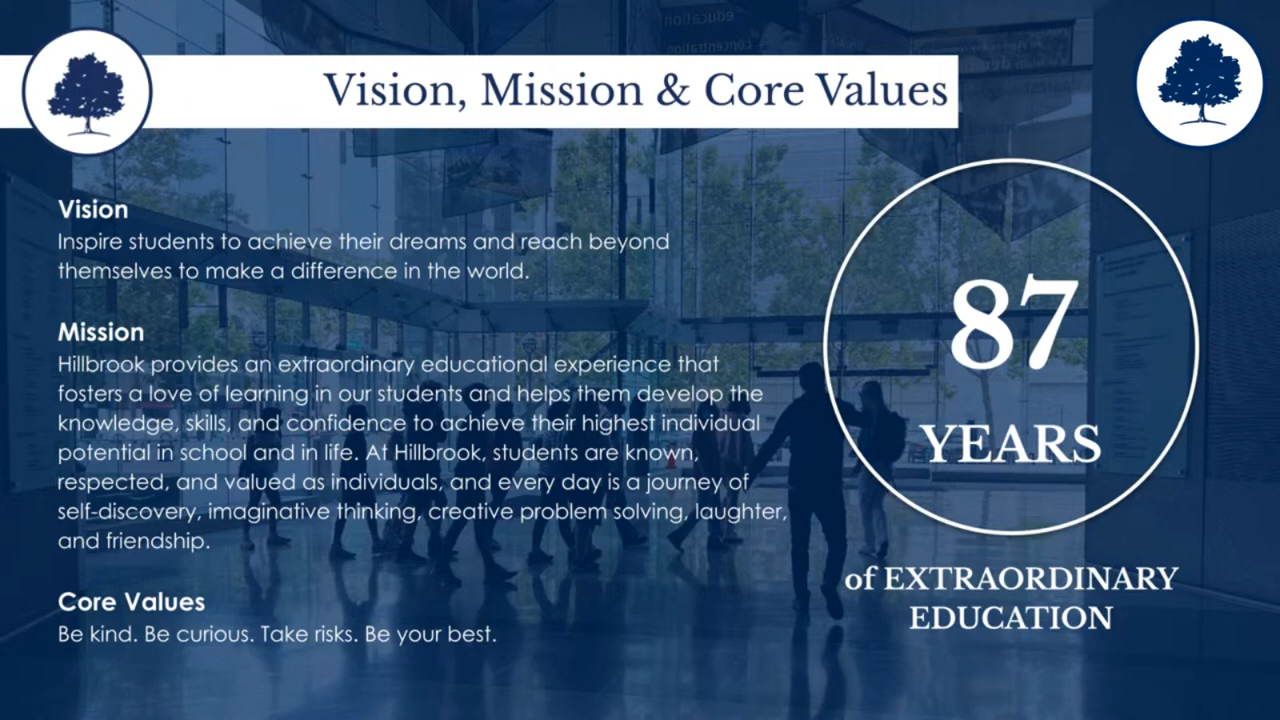 Vision, Mission & Core Values
Vision
Inspire students to achieve their dreams and reach beyond
themselves to make a difference in the world.
Mission
Hillbrook provides an extraordinary educational experience that
fosters a love of learning in our students and helps them develop the
knowledge, skills, and confidence to achieve their highest individual
potential in school and in life. At Hillbrook, students are known,
respected, and valued as individuals, and every day is a journey of
self-discovery, imaginative thinking, creative problem solving, laughter,
and friendship.
Core Values
Be kind. Be curious. Take risks. Be your best.
87
YEARS
of EXTRAORDINARY
EDUCATION